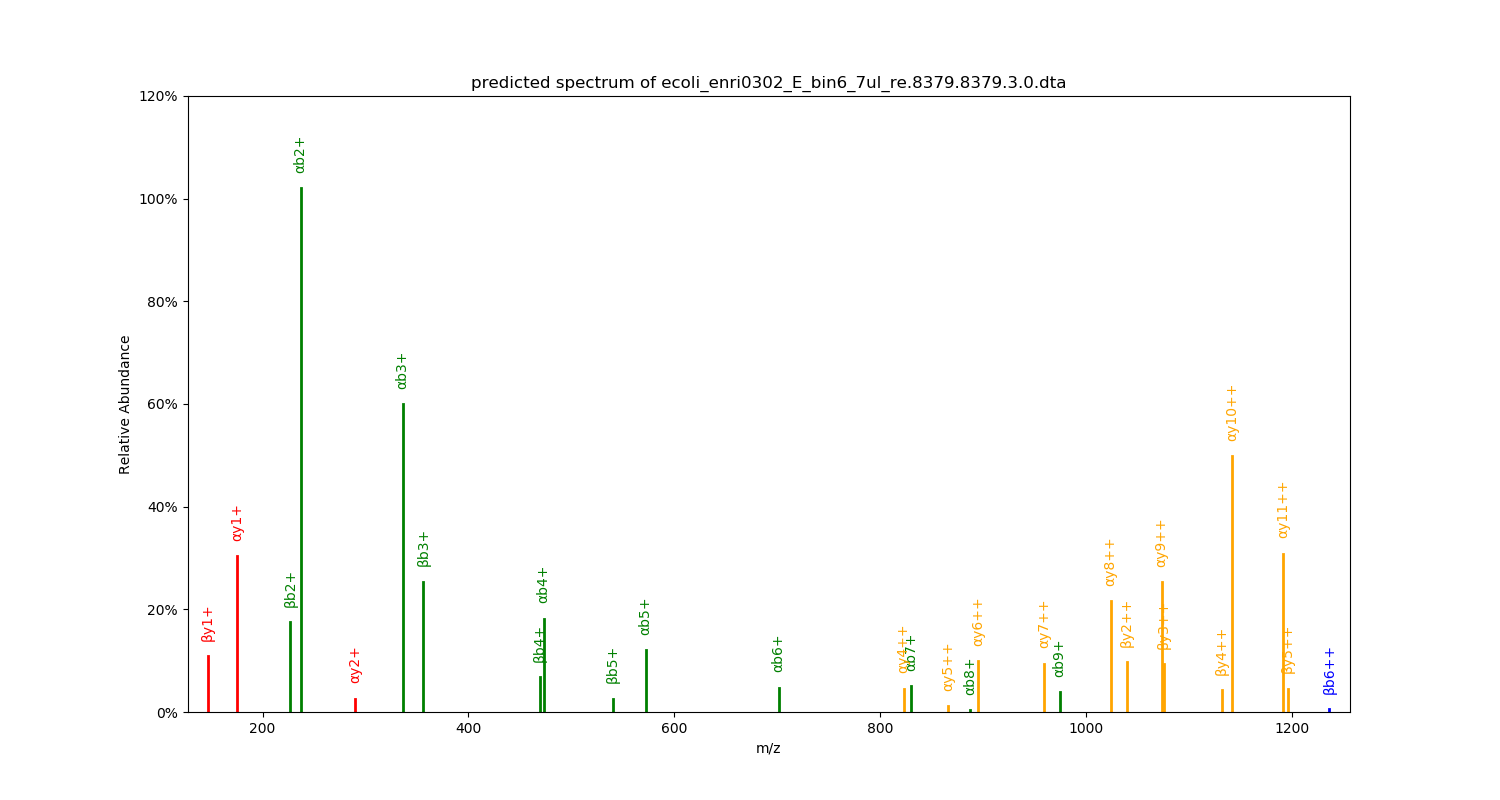 predicted spectrum of ecoli_enri0302_E_bin6_7ul_re.8379.8379.3.0.dta
120%
100%
80%
60%
40%
20%
0%
Relative Abundance
200
400
600
800
1000
1200
m/z
βy1+
αy1+
βb2+
αb2+
αy2+
αb3+
βb3+
βb4+
αb4+
βb5+
αb5+
αb6+
αy4++
αb7+
αy5++
αb8+
αy6++
αy7++
αb9+
αy8++
βy2++
αy9++
βy3++
βy4++
αy10++
αy11++
βy5++
βb6++